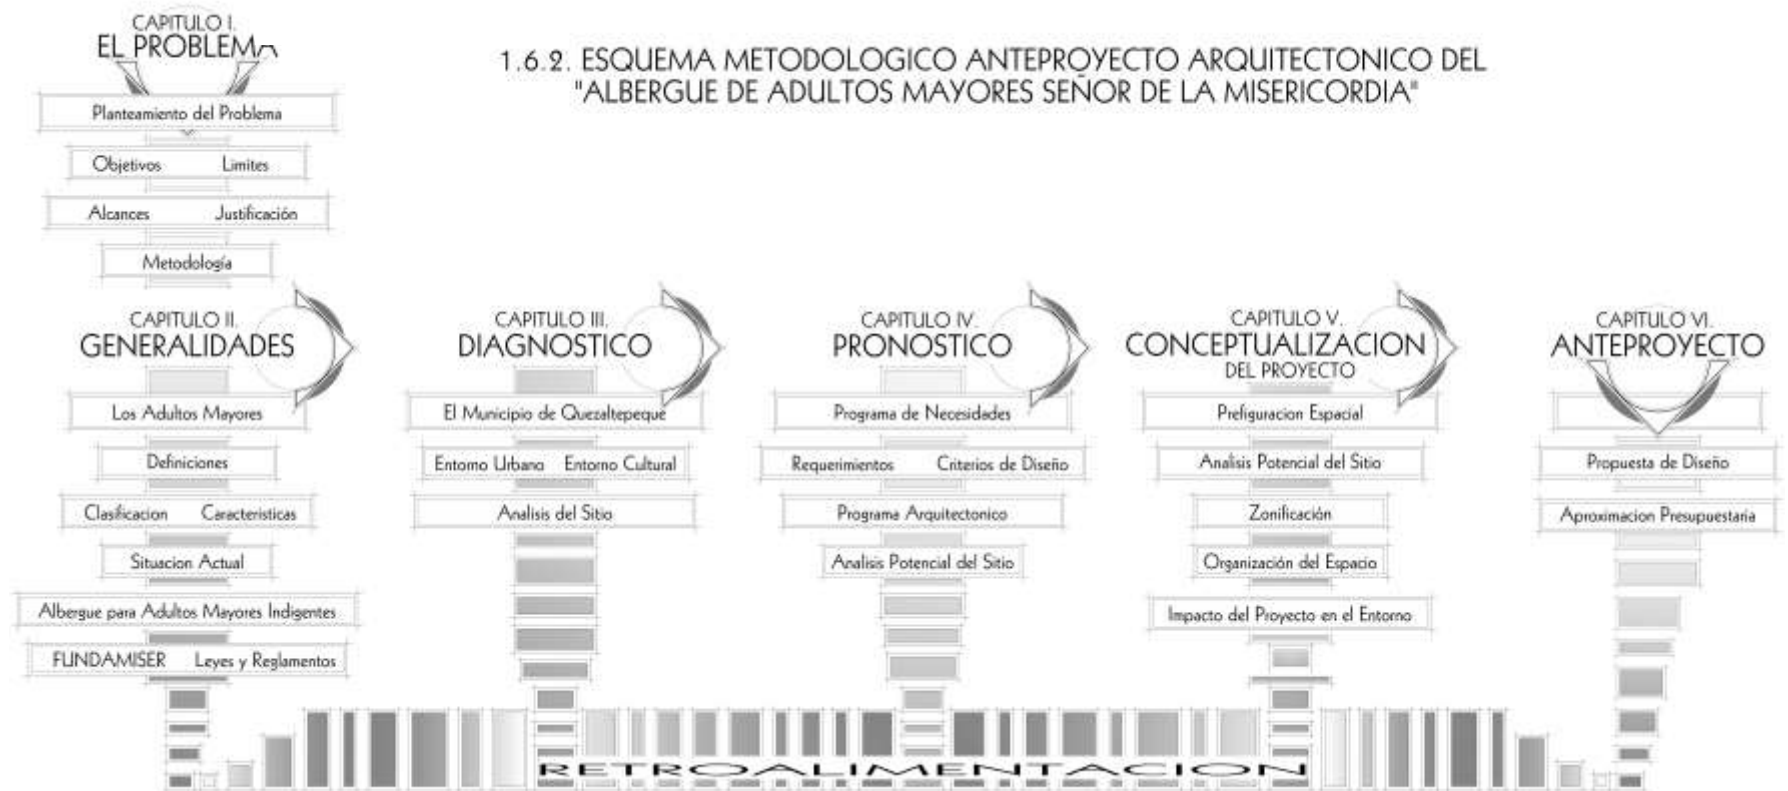 CAPITULO I.
EL PROBLEMA
1.6.2. ESQUEMA METODOLOGICO ANTEPROYECTO ARQUITECTONICO DEL
"ALBERGUE DE ADULTOS MAYORES SEÑOR DE LA MISERICORDIA"
Planteamiento del Problema
Objetivos Limites
Alcances Justificación
Metodología
CAPITULO II.
GENERALIDADES
Los Adultos Mayores
Definiciones
Clasificacion Caracteristicas
Situacion Actual
Albergue para Adultos Mayores Indigentes
FUNDAMISER Leyes y Reglamentos
CAPITULO III.
DIAGNOSTICO
El Municipio de Quezaltepeque
Entorno Urbano Entorno Cultural
Analisis del Sitio
CAPITULO IV.
PRONOSTICO
Programa de Necesidades
Requerimientos Criterios de Diseño
Programa Arquitectonico
Analisis Potencial del Sitio
CAPITULO V.
CONCEPTUALIZACION
DEL PROYECTO
Prefiguracion Espacial
Analisis Potencial del Sitio
Zonificación
Organización del Espacio
Impacto del Proyecto en el Entorno
CAPITULO VI.
ANTEPROYECTO
Propuesta de Diseño
Aproximacion Presupuestaria
RETROALIMENTACION